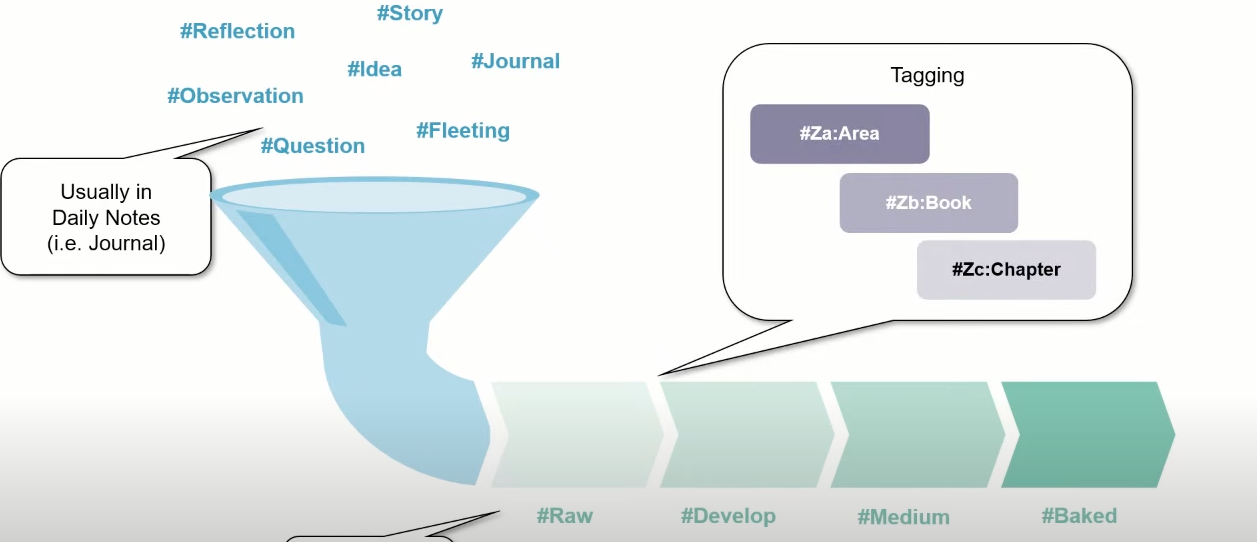 #Story
#Reflection
#Idea
#Journal
#Observation
#Fleeting
#Question
Usually in
Daily Notes
(i.e. Journal)
Tagging
#Za:Area
#Zb:Book
#Zc:Chapter
#Raw
#Develop
#Medium
#Baked